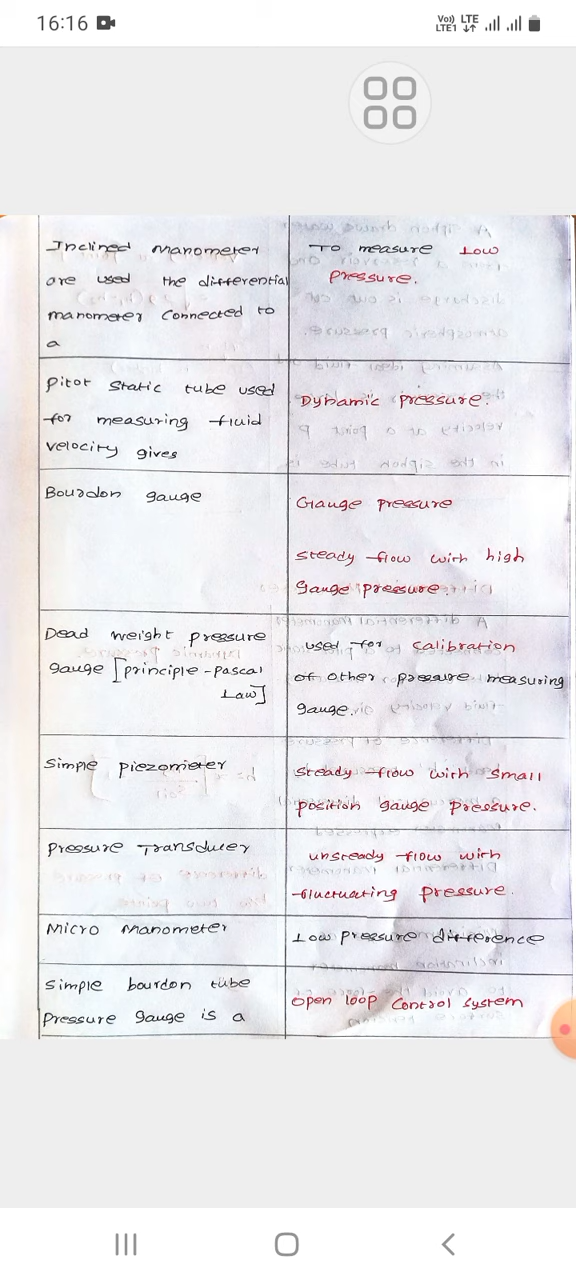 16:16
Vo)) LTE
LTE1
Inclined Manometer
are used the differential
manometer connected to
a
To measure Low
Pressure.
Pitot Static tube used
for measuring fluid
velocity gives
Dynamic pressure.
Bourdon gauge
Gauge pressure
Steady flow with high
gauge pressure.
Dead weight pressure
gauge [principle-pascal
Law]
used for calibration
of other pressure measuring
gauge.
Simple piezometer
Steady flow with small
position gauge pressure.
Pressure Transducer
unsteady flow with
fluctuating pressure.
Micro Manometer
Low pressure difference
Simple bourdon tube
Pressure gauge is a
Open loop control system